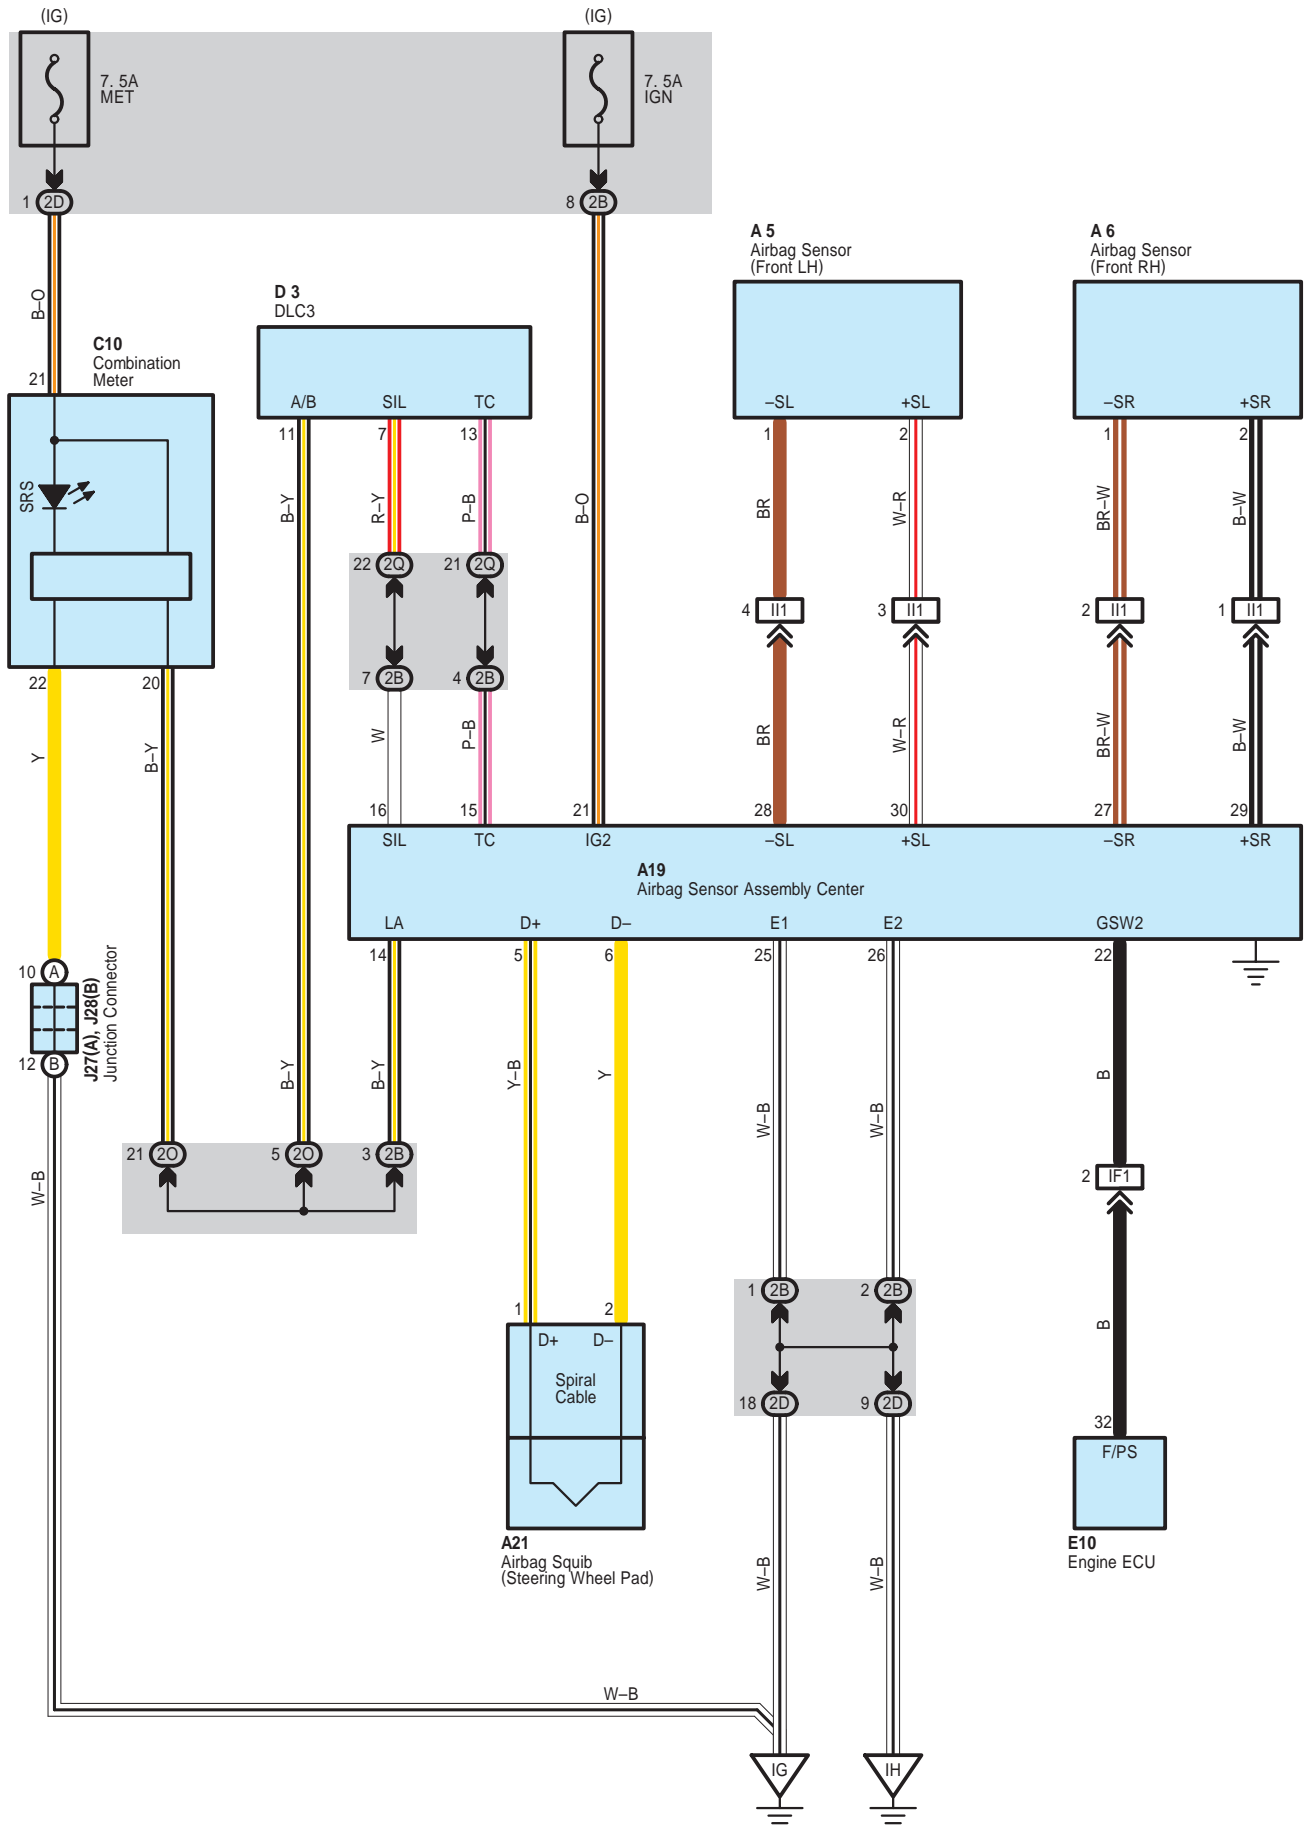 (IG)
(IG)
7. 5A
MET
7. 5A
IGN
1 2D
8 2B
A 5
Airbag Sensor
(Front LH)
A 6
Airbag Sensor
(Front RH)
B–O
D 3
DLC3
C10
Combination
Meter
21
A/B
SIL
TC
–SL
+SL
–SR
+SR
11
7
13
1
2
1
2
SRS
B–Y
R–Y
P–B
B–O
BR
W–R
BR–W
B–W
22 2Q
21 2Q
4 II1
3 II1
2 II1
1 II1
7 2B
4 2B
22
20
Y
B–Y
W
P–B
BR
W–R
BR–W
B–W
16
15
21
28
30
27
29
SIL
TC
IG2
–SL
+SL
–SR
+SR
A19
Airbag Sensor Assembly Center
LA
D+
D–
E1
E2
GSW2
14
5
6
25
26
22
10 A
J27(A), J28(B)
Junction Connector
12 B
B–Y
B–Y
Y–B
Y
W–B
W–B
B
21 2O
5 2O
3 2B
2 IF1
W–B
1 2B
2 2B
1
2
D+
D–
B
Spiral
Cable
18 2D
9 2D
32
F/PS
A21
Airbag Squib
(Steering Wheel Pad)
E10
Engine ECU
W–B
W–B
W–B
IG
IH